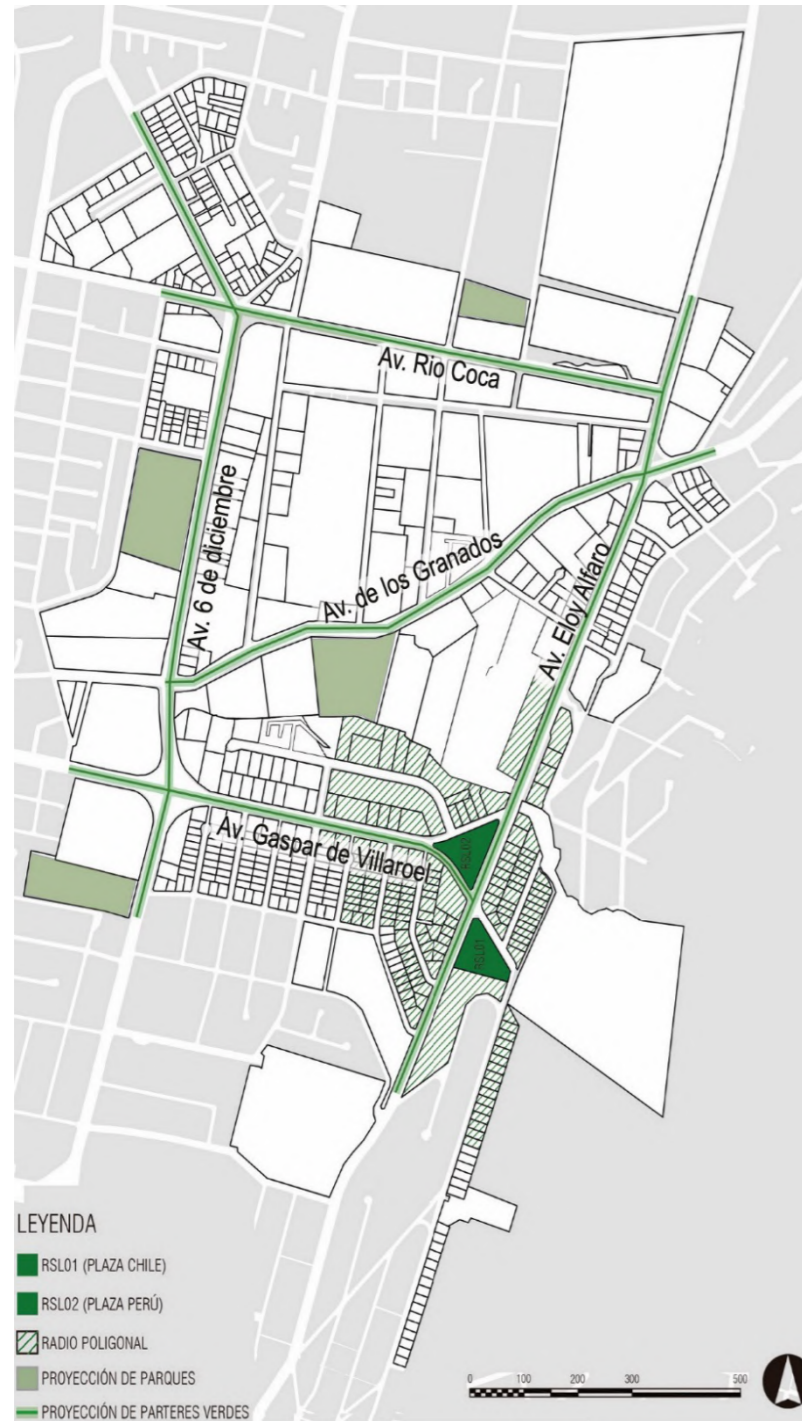 Av. Rio Coca
Av. 6 de diciembre
Av. de los Granados
Av. Eloy Alfaro
Av. Gaspar de Villaroel
RSL02
RSL01
LEYENDA
RSL01 (PLAZA CHILE)
RSL02 (PLAZA PERÚ)
RADIO POLIGONAL
PROYECCIÓN DE PARQUES
PROYECCIÓN DE PARTERES VERDES
0 100 200 300 500